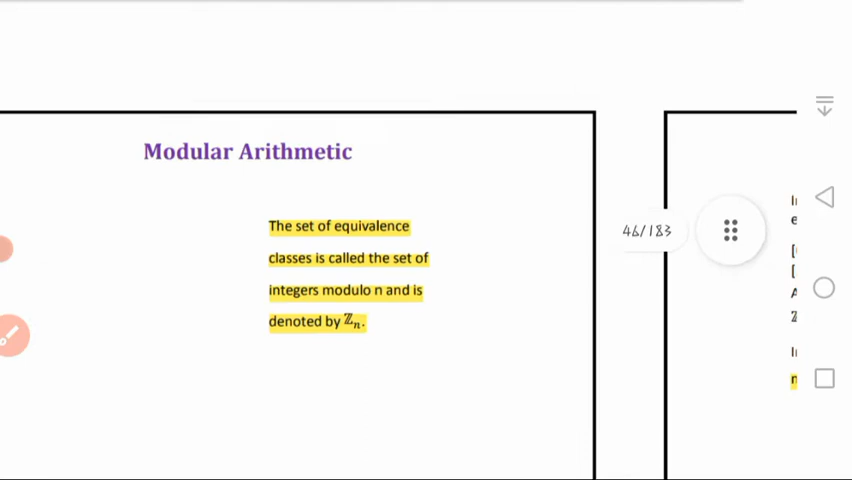 Modular Arithmetic
The set of equivalence
classes is called the set of
integers modulo n and is
denoted by ℤₙ.
46/183